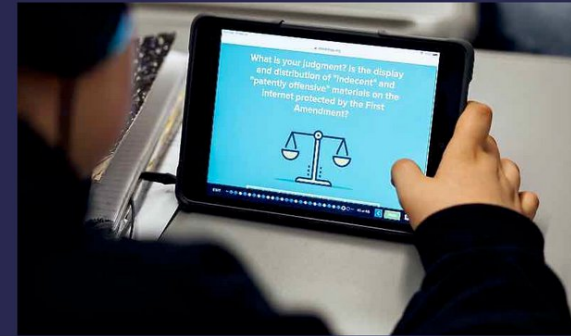 What is your judgment? Is the display
and distribution of "indecent" and
"patently offensive" materials on the
Internet protected by the First
Amendment?
EXIT